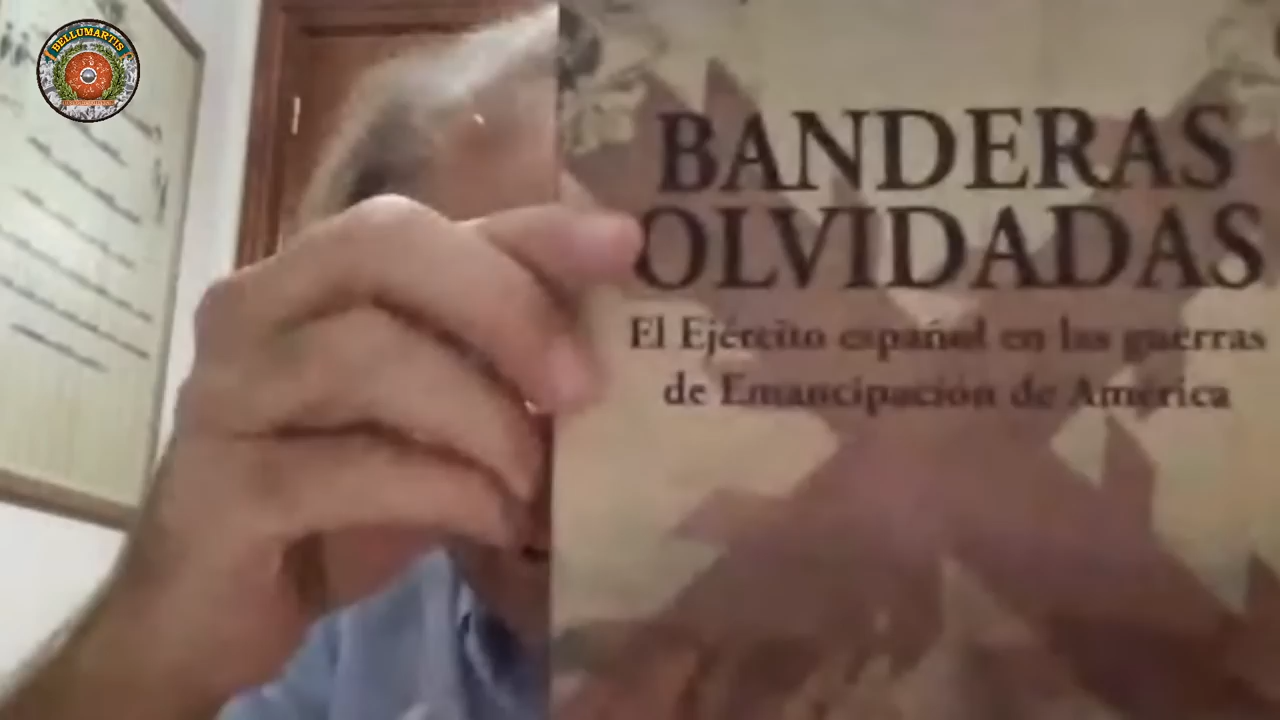 BELLUMARTIS
BANDERAS
OLVIDADAS
El Ejército español en las guerras
de Emancipación de América